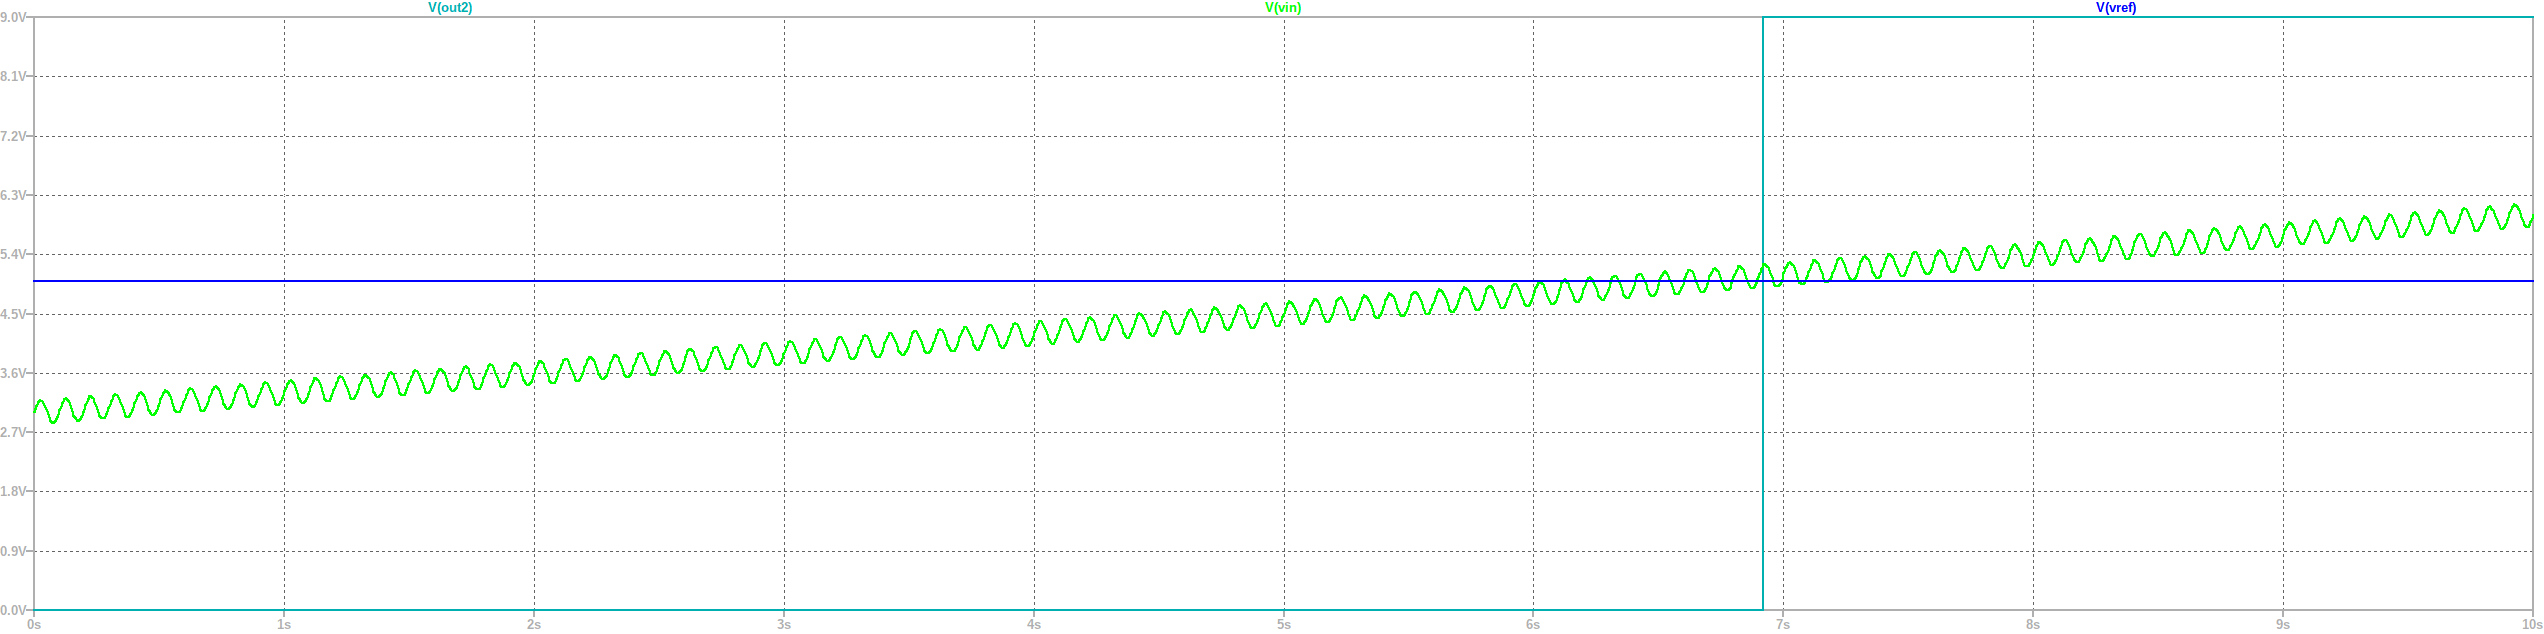 V(out2) V(vin) V(vref)
9.0V
8.1V
7.2V
6.3V
5.4V
4.5V
3.6V
2.7V
1.8V
0.9V
0.0V
0s 1s 2s 3s 4s 5s 6s 7s 8s 9s 10s